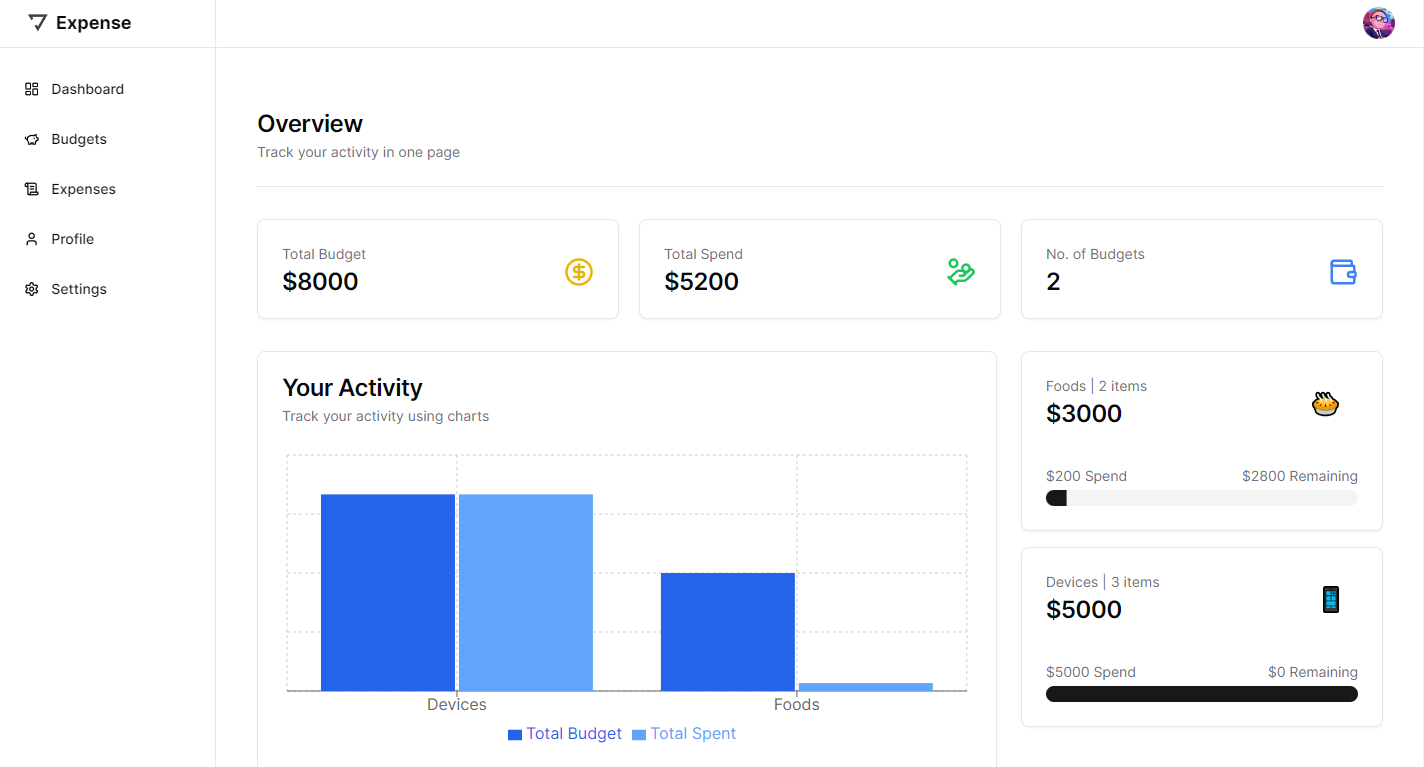 Expense
Dashboard
Budgets
Expenses
Profile
Settings
Overview
Track your activity in one page
Total Budget
$8000
Total Spend
$5200
No. of Budgets
2
Your Activity
Track your activity using charts
Devices
Foods
Total Budget
Total Spent
Foods | 2 items
$3000
$200 Spend
$2800 Remaining
Devices | 3 items
$5000
$5000 Spend
$0 Remaining